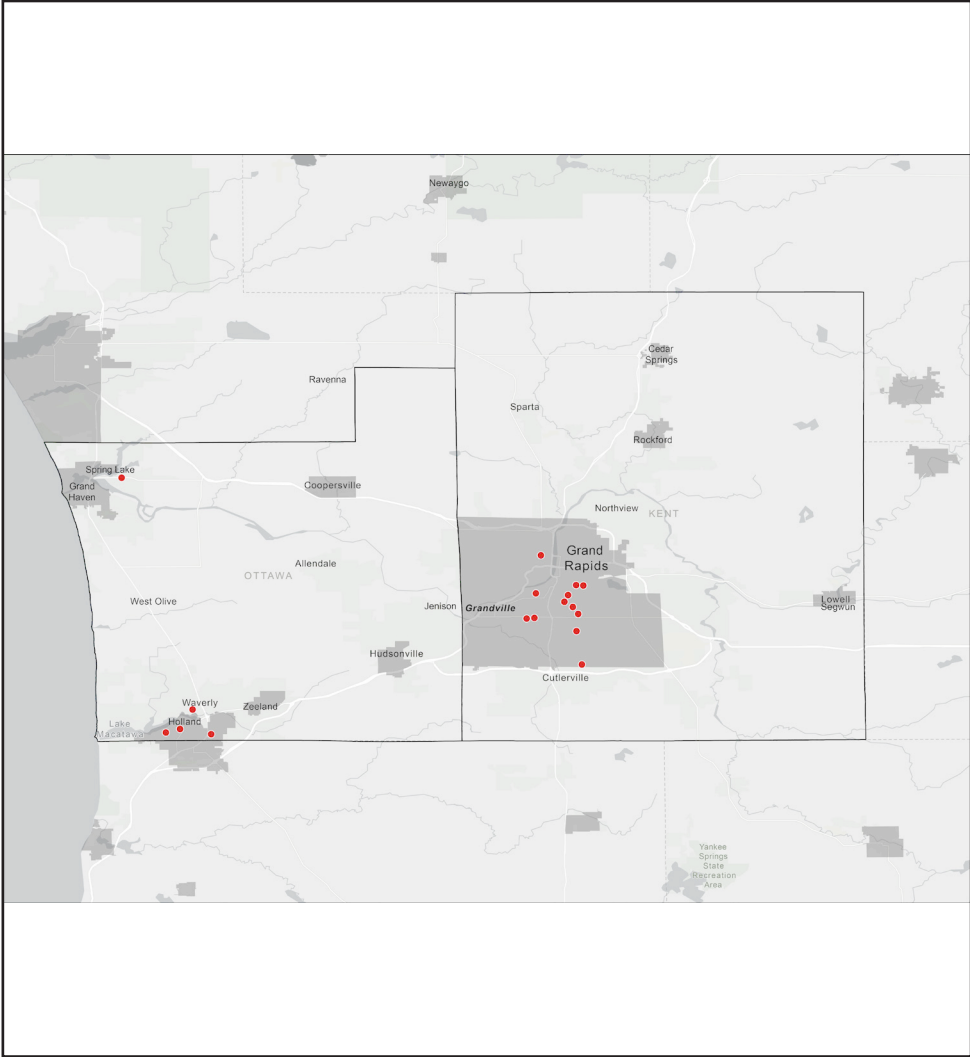 Newaygo
Cedar
Springs
Ravenna
Sparta
Rockford
Spring Lake
Grand
Haven
Coopersville
Northview
KENT
Grand
Rapids
Allendale
OTTAWA
West Olive
Jenison
Grandville
Lowell
Segwun
Hudsonville
Cutlerville
Waverly
Zeeland
Holland
Lake
Macatawa
Yankee
Springs
State
Recreation
Area